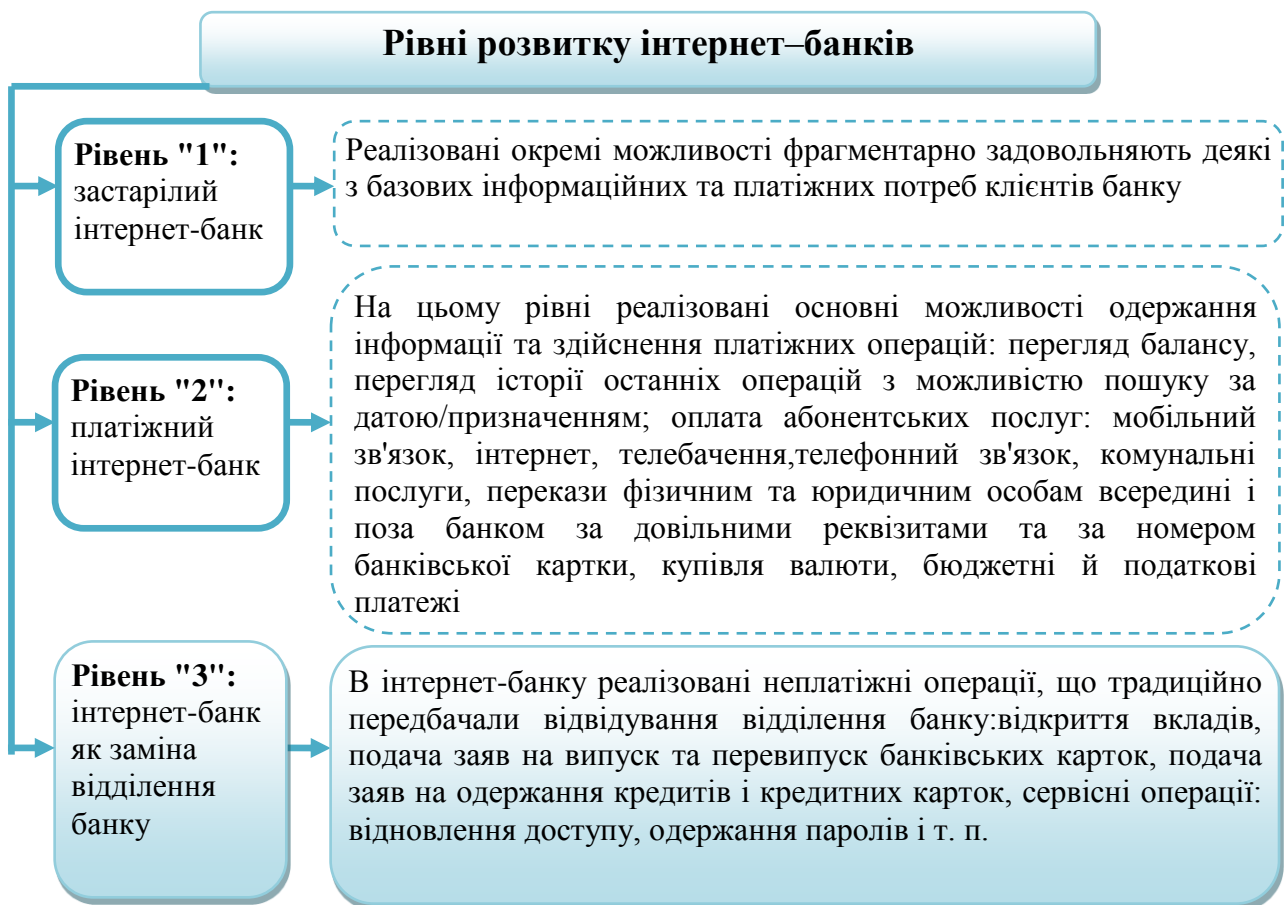 Рівні розвитку інтернет–банків
Рівень "1":
застарілий
інтернет-банк
Реалізовані окремі можливості фрагментарно задовольняють деякі
з базових інформаційних та платіжних потреб клієнтів банку
Рівень "2":
платіжний
інтернет-банк
На цьому рівні реалізовані основні можливості одержання
інформації та здійснення платіжних операцій: перегляд балансу,
перегляд історії останніх операцій з можливістю пошуку за
датою/призначенням; оплата абонентських послуг: мобільний
зв'язок, інтернет, телебачення,телефонний зв'язок, комунальні
послуги, перекази фізичним та юридичним особам всередині і
поза банком за довільними реквізитами та за номером
банківської картки, купівля валюти, бюджетні й податкові
платежі
Рівень "3":
інтернет-банк
як заміна
відділення
банку
В інтернет-банку реалізовані неплатіжні операції, що традиційно
передбачали відвідування відділення банку:відкриття вкладів,
подача заяв на випуск та перевипуск банківських карток, подача
заяв на одержання кредитів і кредитних карток, сервісні операції:
відновлення доступу, одержання паролів і т. п.